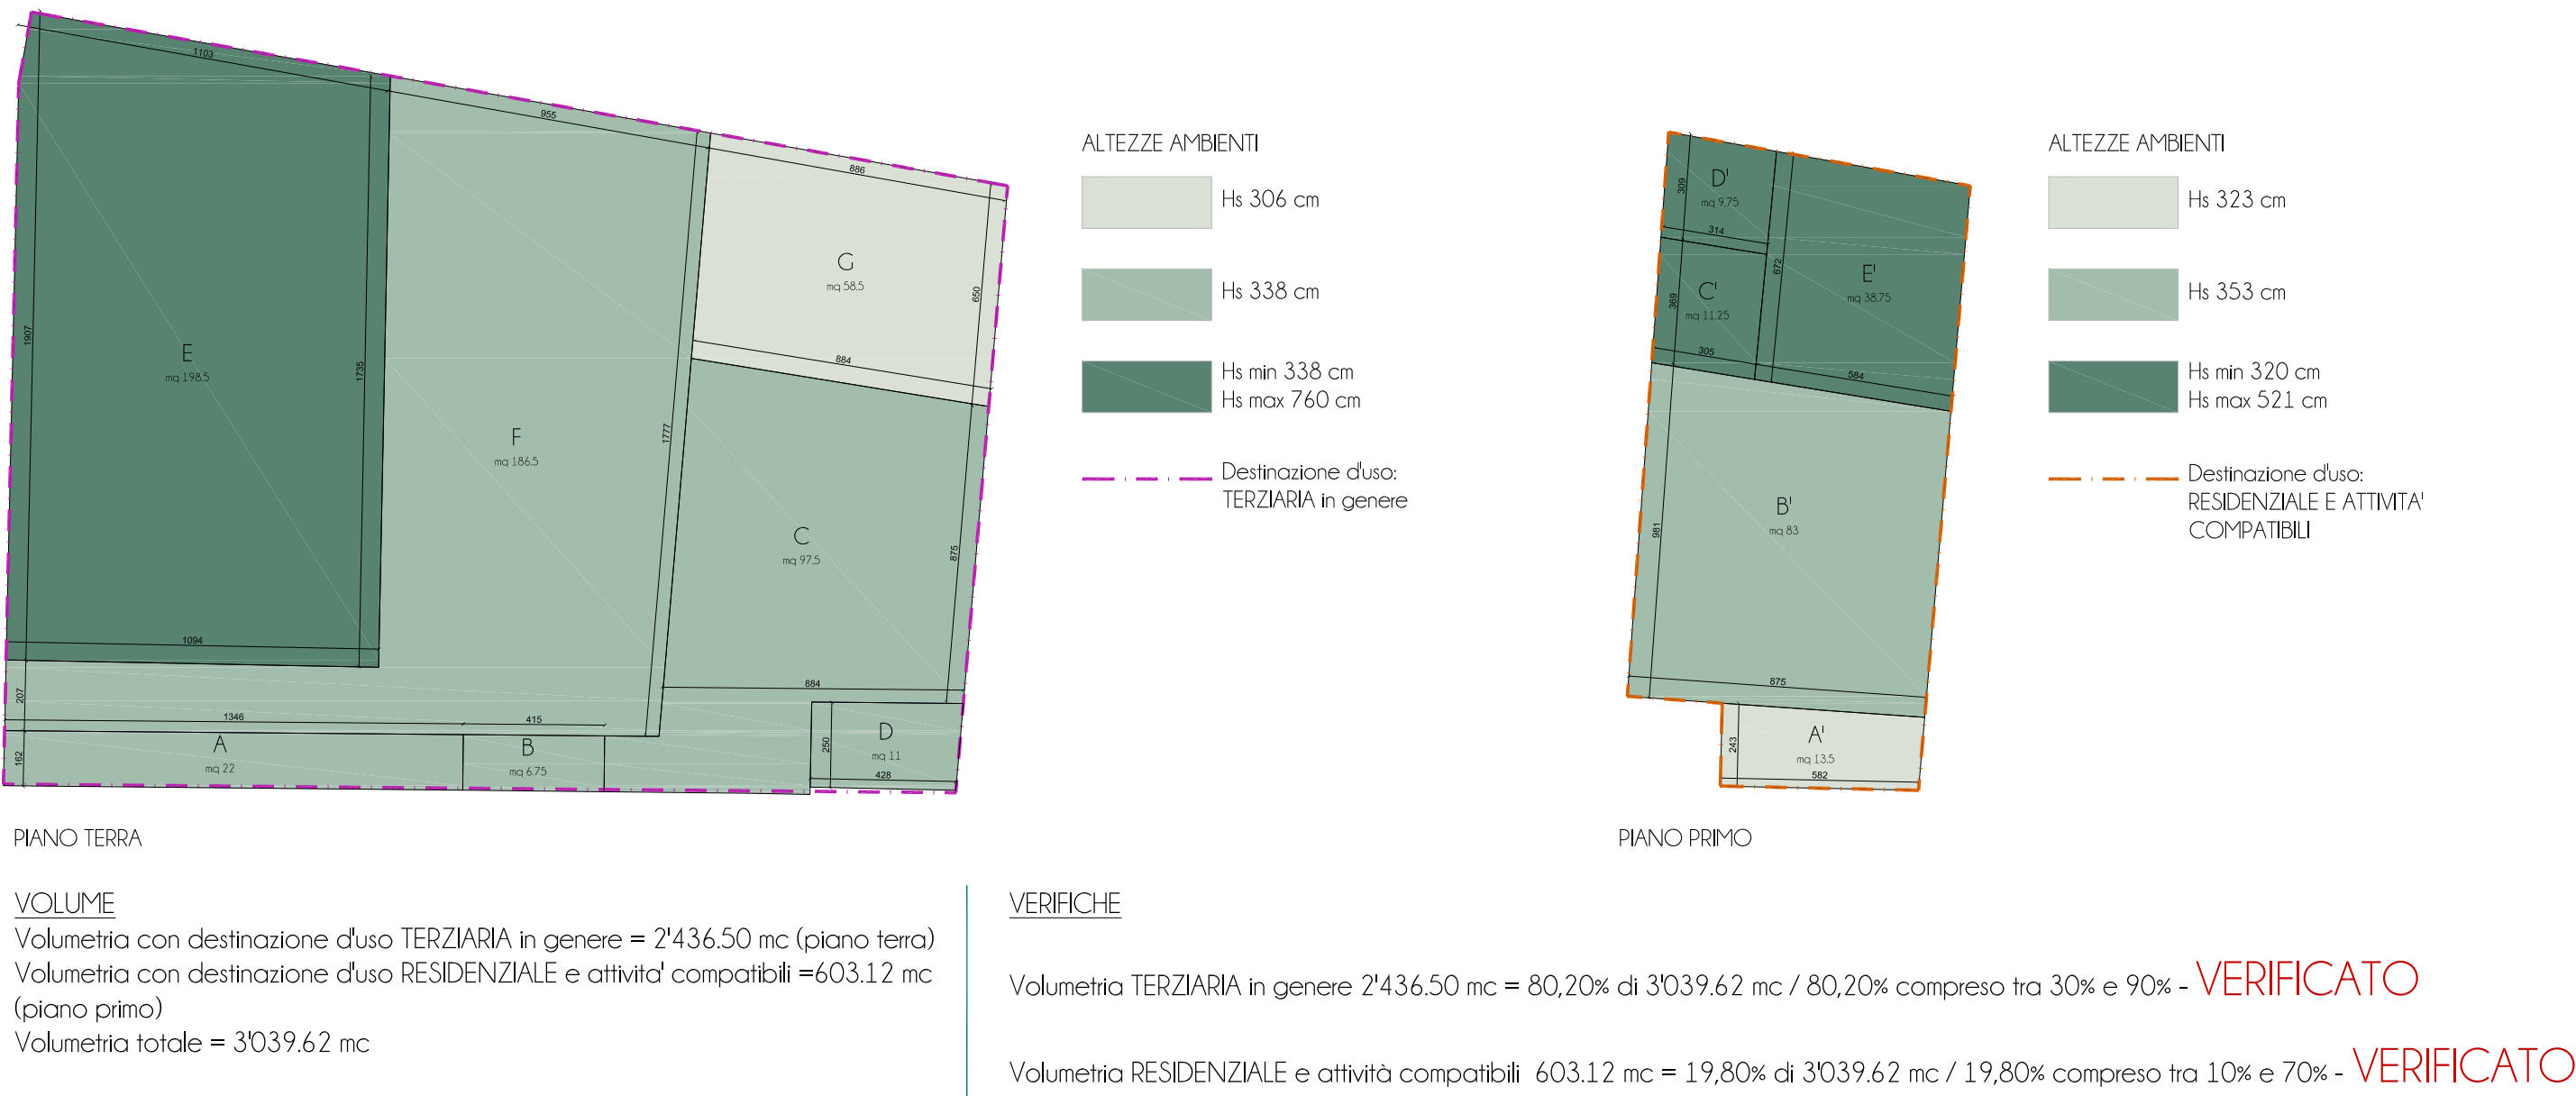 1103
955
886
E
mq 198.5
1907
1735
1094
F
mq 186.5
1777
G
mq 58.5
650
884
C
mq 97.5
875
884
207
1346
415
162
A
mq 22
B
mq 6.75
D
mq 11
250
428
PIANO TERRA
ALTEZZE AMBIENTI
Hs 306 cm
Hs 338 cm
Hs min 338 cm
Hs max 760 cm
Destinazione d'uso:
TERZIARIA in genere
D'
mq 9.75
309
314
C'
mq 11.25
369
305
672
E'
mq 38.75
584
B'
mq 83
981
875
A'
mq 13.5
243
582
PIANO PRIMO
ALTEZZE AMBIENTI
Hs 323 cm
Hs 353 cm
Hs min 320 cm
Hs max 521 cm
Destinazione d'uso:
RESIDENZIALE E ATTIVITA'
COMPATIBILI
VOLUME
Volumetria con destinazione d'uso TERZIARIA in genere = 2'436.50 mc (piano terra)
Volumetria con destinazione d'uso RESIDENZIALE e attivita' compatibili =603.12 mc
(piano primo)
Volumetria totale = 3'039.62 mc
VERIFICHE
Volumetria TERZIARIA in genere 2'436.50 mc = 80,20% di 3'039.62 mc / 80,20% compreso tra 30% e 90% - VERIFICATO
Volumetria RESIDENZIALE e attività compatibili 603.12 mc = 19,80% di 3'039.62 mc / 19,80% compreso tra 10% e 70% - VERIFICATO